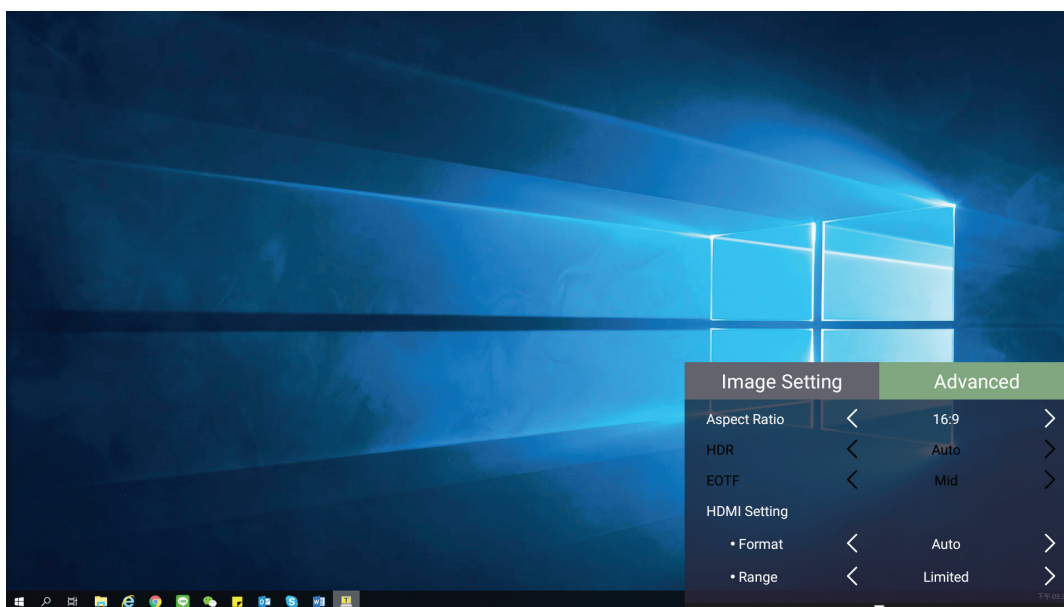 Image Setting Advanced
Aspect Ratio 16:9
HDR Auto
EOTF Mid
HDMI Setting
• Format Auto
• Range Limited